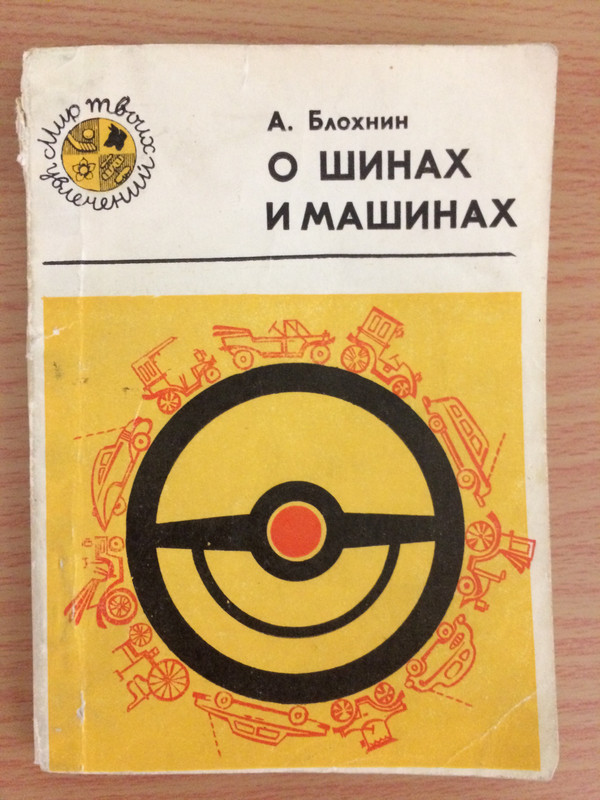 Мир твоих
увлечений
А. Блохнин
О ШИНАХ
И МАШИНАХ